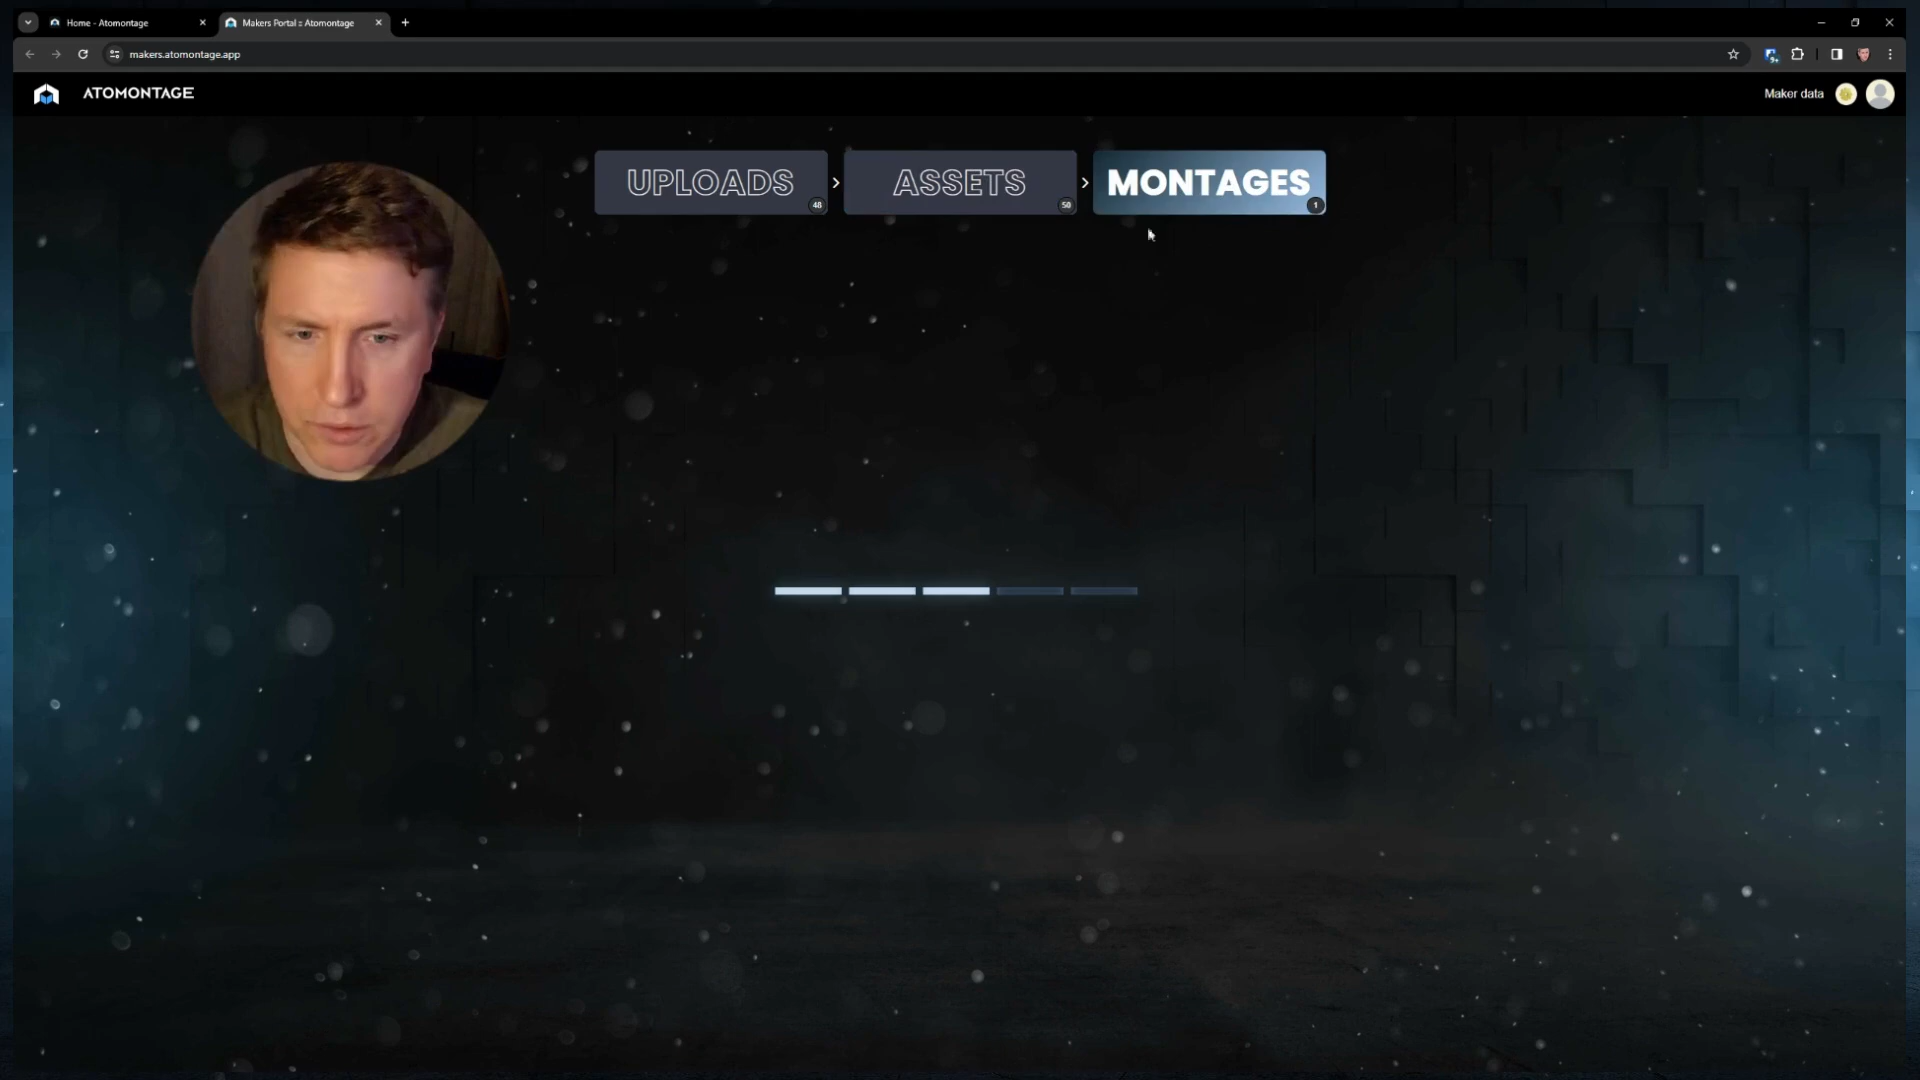 Home - Atomontage
Makers Portal :: Atomontage
makers.atomontage.app
ATOMONTAGE
Maker data
UPLOADS
48
ASSETS
50
MONTAGES
1